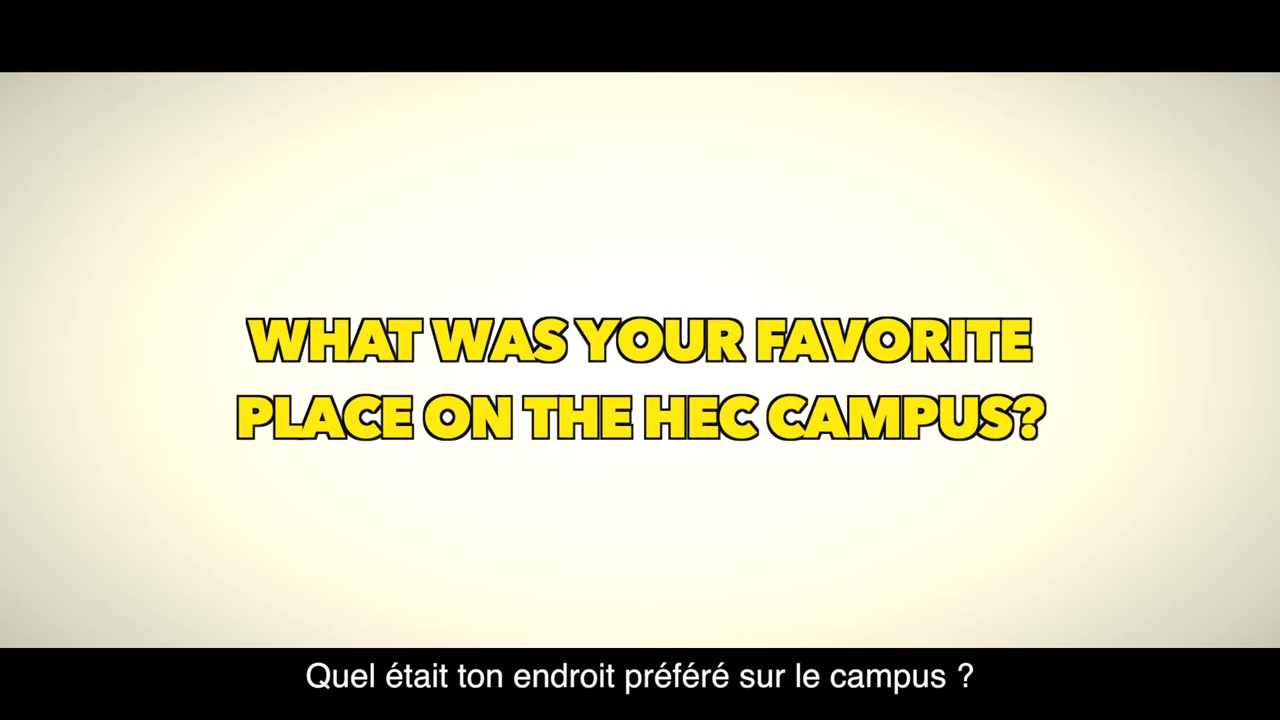 WHAT WAS YOUR FAVORITE
PLACE ON THE HEC CAMPUS?
Quel était ton endroit préféré sur le campus ?